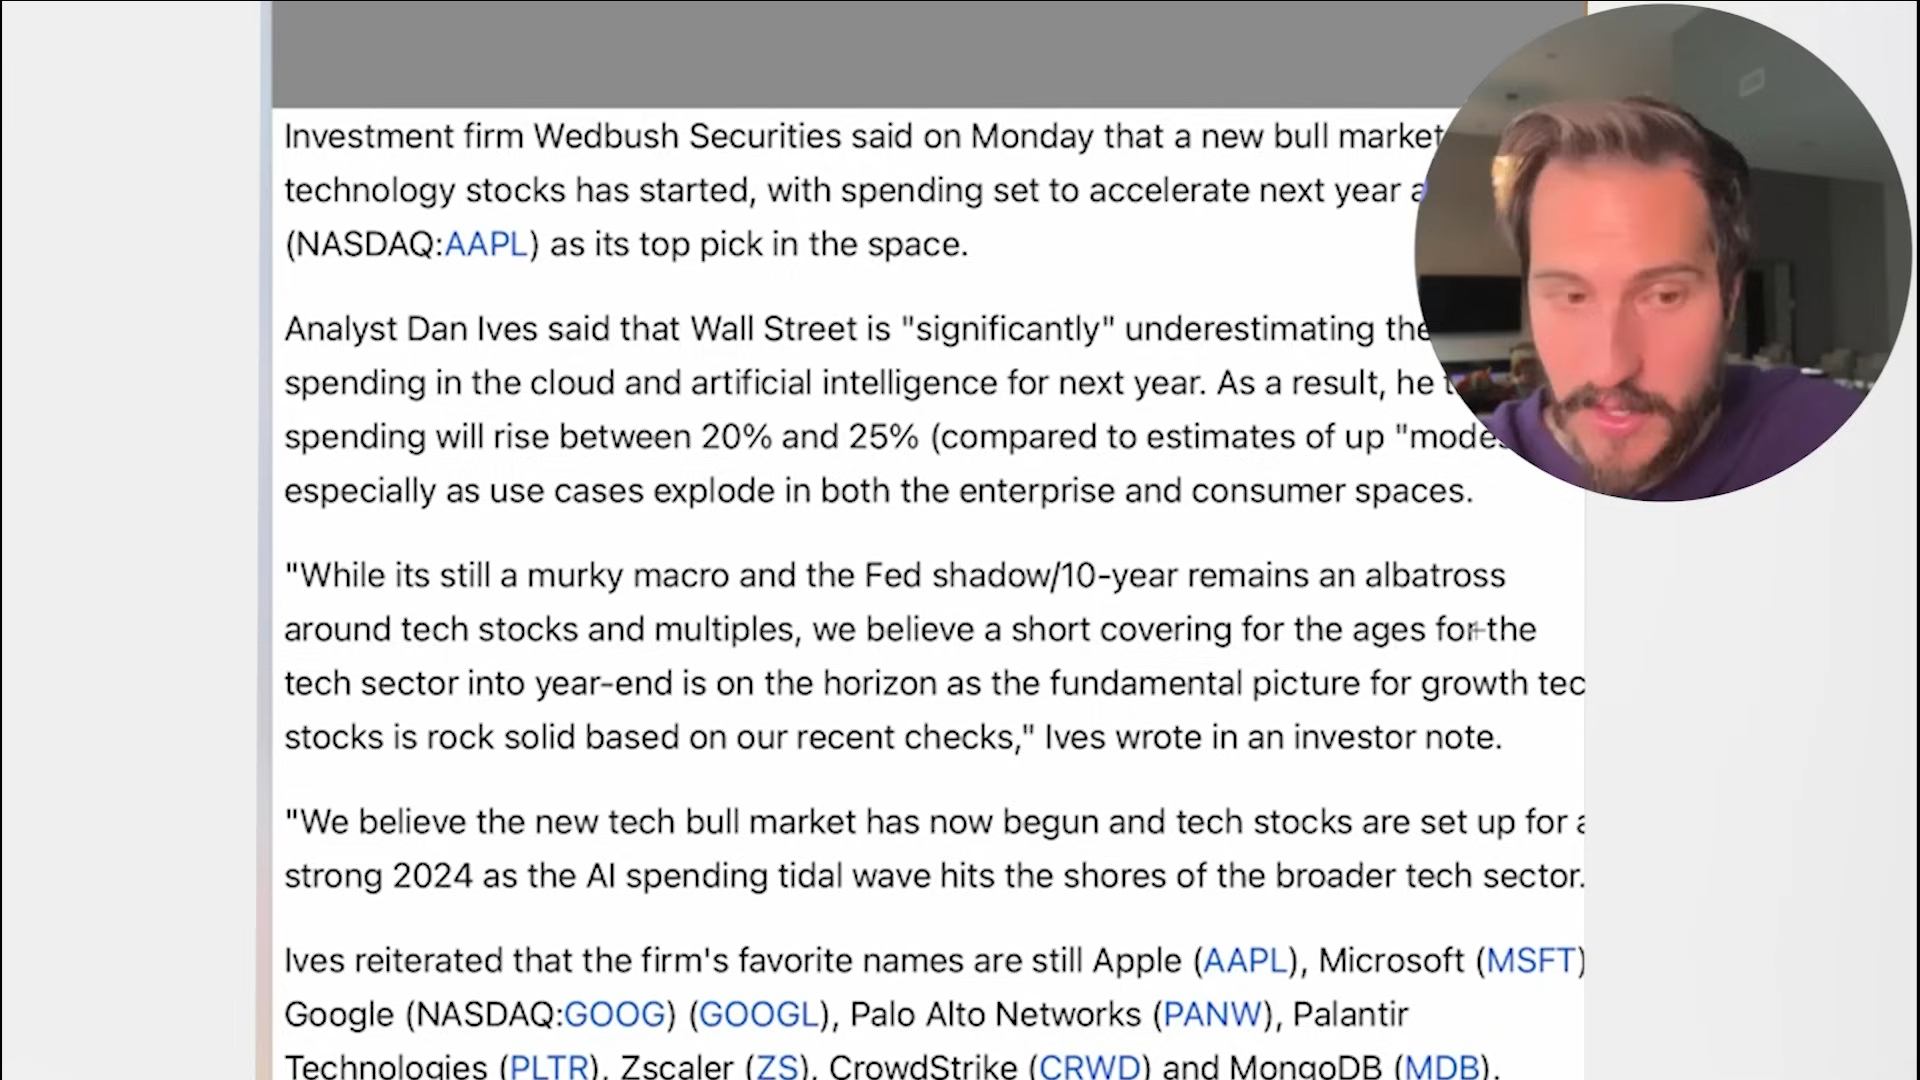 Investment firm Wedbush Securities said on Monday that a new bull market
technology stocks has started, with spending set to accelerate next year
(NASDAQ:AAPL) as its top pick in the space.
Analyst Dan Ives said that Wall Street is "significantly" underestimating the
spending in the cloud and artificial intelligence for next year. As a result, he
spending will rise between 20% and 25% (compared to estimates of up
especially as use cases explode in both the enterprise and consumer spaces.
"While its still a murky macro and the Fed shadow/10-year remains an albatross
around tech stocks and multiples, we believe a short covering for the ages for the
tech sector into year-end is on the horizon as the fundamental picture for growth tec
stocks is rock solid based on our recent checks," Ives wrote in an investor note.
"We believe the new tech bull market has now begun and tech stocks are set up for a
strong 2024 as the AI spending tidal wave hits the shores of the broader tech sector.
Ives reiterated that the firm's favorite names are still Apple (AAPL), Microsoft (MSFT)
Google (NASDAQ:GOOG) (GOOGL), Palo Alto Networks (PANW), Palantir
Technologies (PLTR), Zscaler (ZS), CrowdStrike (CRWD) and MongoDB (MDB).